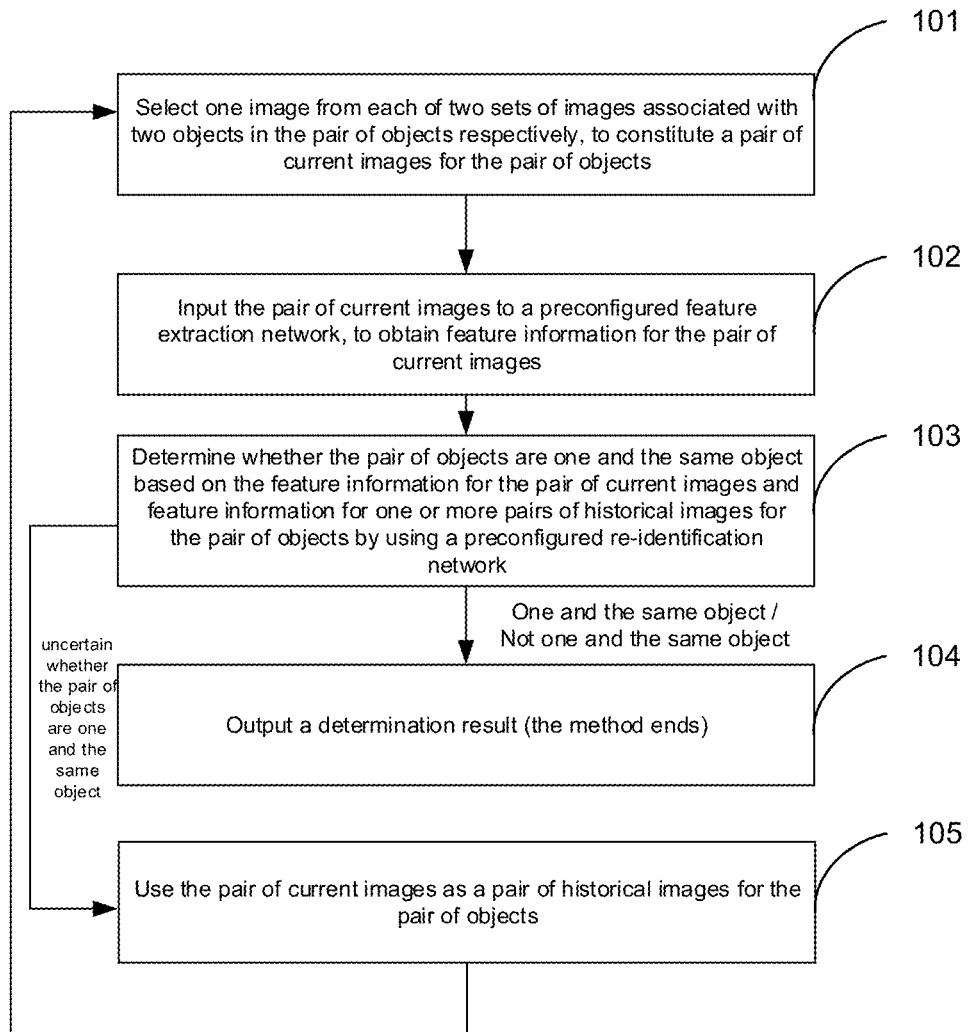 101
Select one image from each of two sets of images associated with
two objects in the pair of objects respectively, to constitute a pair of
current images for the pair of objects
102
Input the pair of current images to a preconfigured feature
extraction network, to obtain feature information for the pair of
current images
103
Determine whether the pair of objects are one and the same object
based on the feature information for the pair of current images and
feature information for one or more pairs of historical images for
the pair of objects by using a preconfigured re-identification
network
One and the same object /
Not one and the same object
uncertain
whether
the pair of
objects
are one
and the
same
object
104
Output a determination result (the method ends)
105
Use the pair of current images as a pair of historical images for the
pair of objects